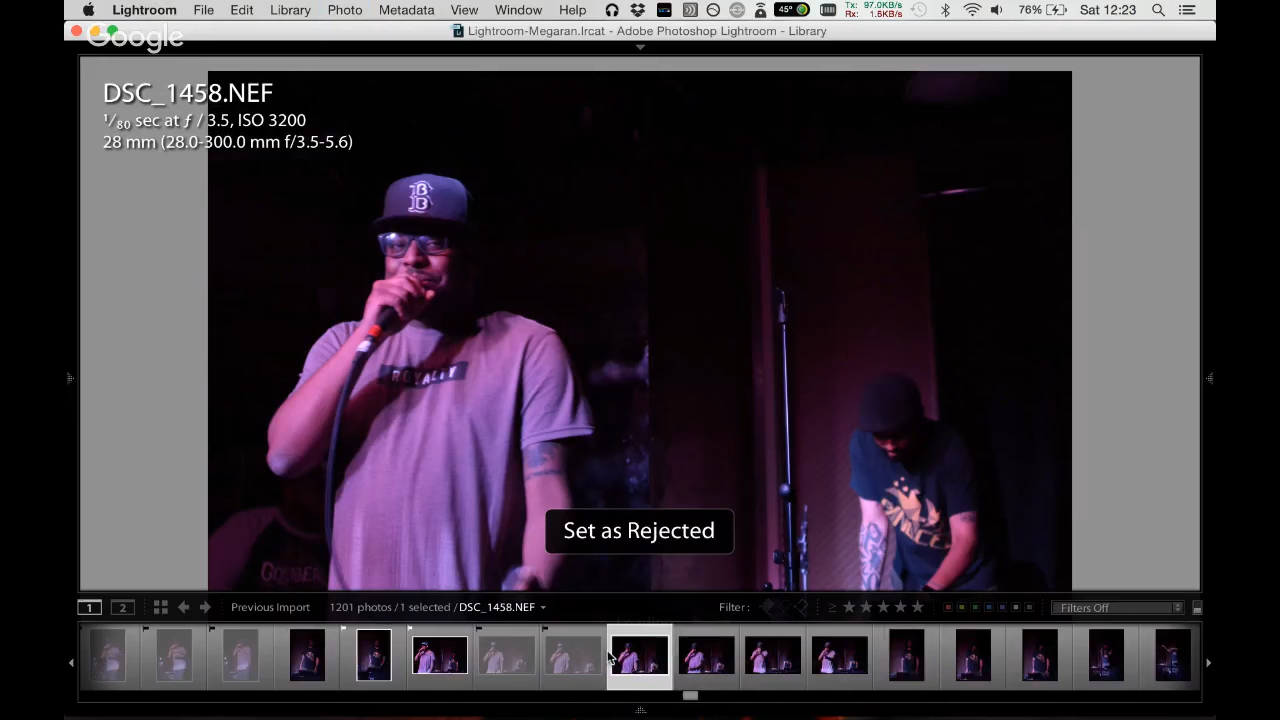 Lightroom File Edit Library Photo Metadata View Window Help 45° Tx: 97.0KB/s Rx: 1.5KB/s 76% Sat 12:23
Google
Lightroom-Megaran.lrcat - Adobe Photoshop Lightroom - Library
DSC_1458.NEF
1/80 sec at ƒ / 3.5, ISO 3200
28 mm (28.0-300.0 mm f/3.5-5.6)
B
ROYALTY
Set as Rejected
1 2 Previous Import 1201 photos / 1 selected / DSC_1458.NEF Filter : ≥ ★★★★★ Filters Off